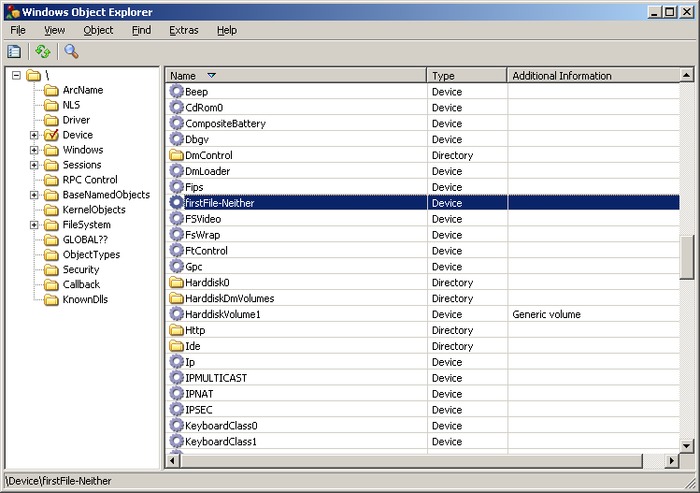 Windows Object Explorer
File View Object Find Extras Help
\
ArcName
NLS
Driver
Device
Windows
Sessions
RPC Control
BaseNamedObjects
KernelObjects
FileSystem
GLOBAL??
ObjectTypes
Security
Callback
KnownDlls
Name Type Additional Information
Beep Device
CdRom0 Device
CompositeBattery Device
Dbgv Device
DmControl Directory
DmLoader Device
Fips Device
firstFile-Neither Device
FSVideo Device
FsWrap Device
FtControl Device
Gpc Device
Harddisk0 Directory
HarddiskDmVolumes Directory
HarddiskVolume1 Device Generic volume
Http Directory
Ide Directory
Ip Device
IPMULTICAST Device
IPNAT Device
IPSEC Device
KeyboardClass0 Device
KeyboardClass1 Device
\Device\firstFile-Neither